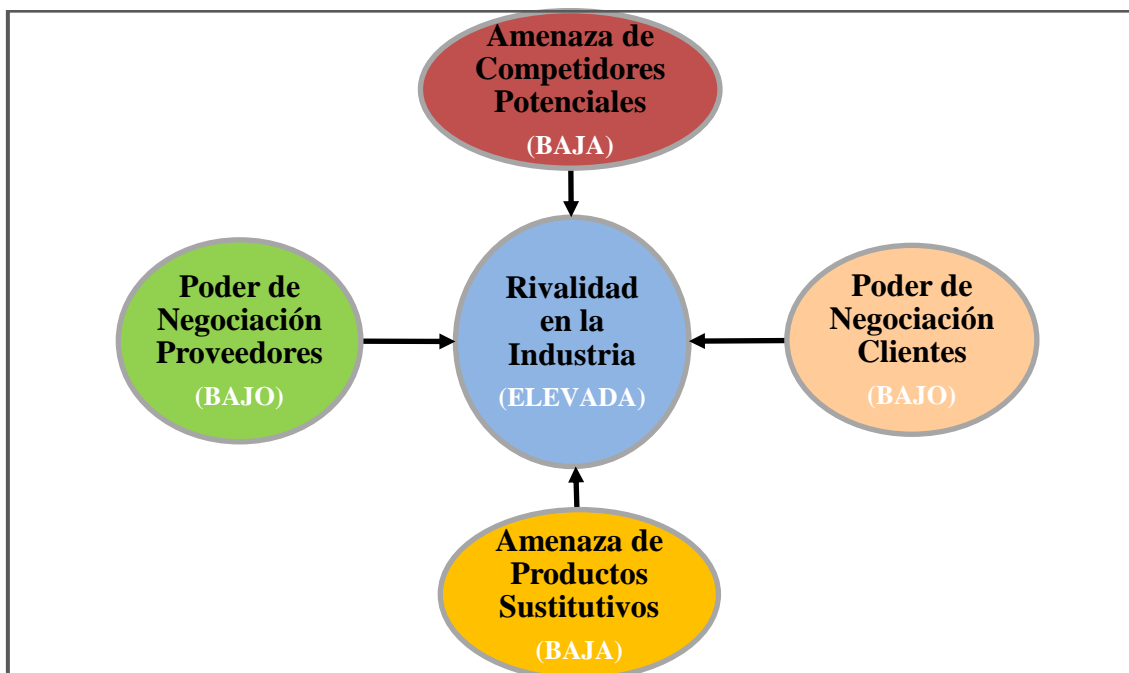 Amenaza de
Competidores
Potenciales
(BAJA)
Poder de
Negociación
Proveedores
(BAJO)
Rivalidad
en la
Industria
(ELEVADA)
Poder de
Negociación
Clientes
(BAJO)
Amenaza de
Productos
Sustitutivos
(BAJA)